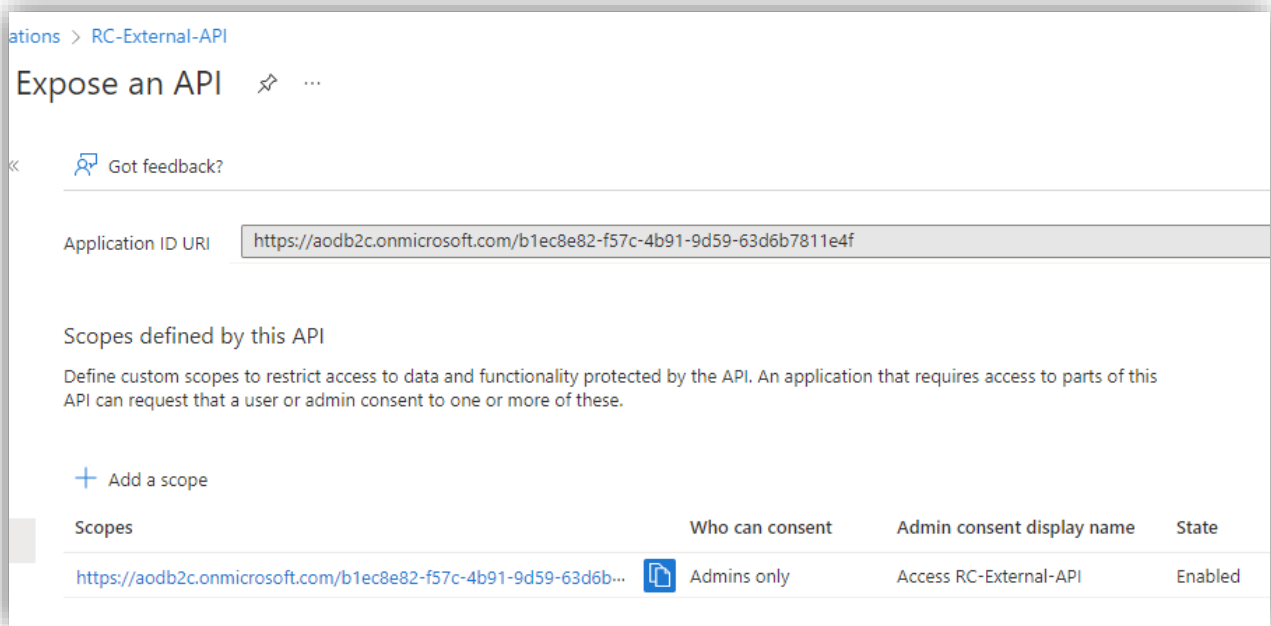 ations > RC-External-API
Expose an API ...
« Got feedback?
Application ID URI https://aodb2c.onmicrosoft.com/b1ec8e82-f57c-4b91-9d59-63d6b7811e4f
Scopes defined by this API
Define custom scopes to restrict access to data and functionality protected by the API. An application that requires access to parts of this
API can request that a user or admin consent to one or more of these.
+ Add a scope
Scopes Who can consent Admin consent display name State
https://aodb2c.onmicrosoft.com/b1ec8e82-f57c-4b91-9d59-63d6b... Admins only Access RC-External-API Enabled